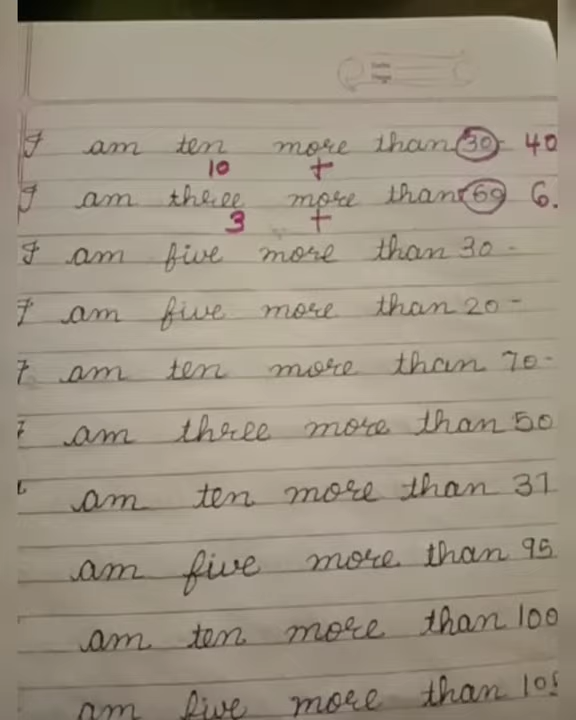 I am ten more than 30 - 40
10 +
I am three more than 60 6.
3 +
I am five more than 30 -
I am five more than 20 -
I am ten more than 70 -
I am three more than 50
am ten more than 37
am five more than 95
am ten more than 100
am five more than 105